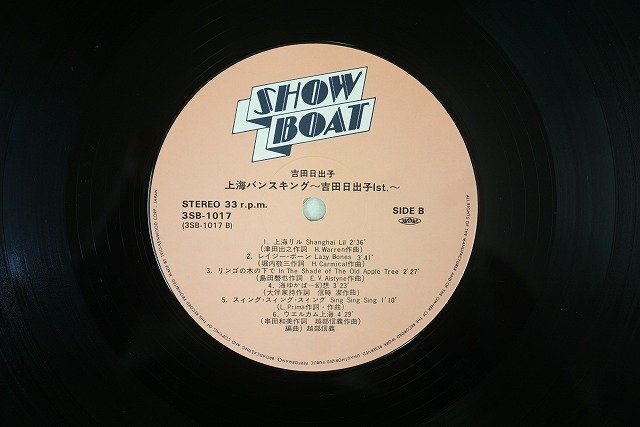 SHOW
BOAT
吉田日出子
上海バンスキング〜吉田日出子Ist.〜
STEREO 33 r.p.m.
3SB-1017
(3SB-1017 B)
SIDE B
1. 上海リル Shanghai Lil 2'36"
(津田出之作詞 H.Warren作曲)
2. レイジー・ボーン Lazy Bones 3'41"
(堀内敬三作詞 H.Carmical作曲)
3. リンゴの木の下で In The Shade of The Old Apple Tree 2'27"
(島田磬也作詞 E.V.Alstyne作曲)
4. 海ゆかば〜幻想 3'23"
(大伴家持作詞 信時 潔作曲)
5. スィング・スィング・スィング Sing Sing Sing 1'10"
(L.Prima作詞・作曲)
6. ウエルカム上海 4'29"
(串田和美作詞 越部信義作曲)
編曲) 越部信義